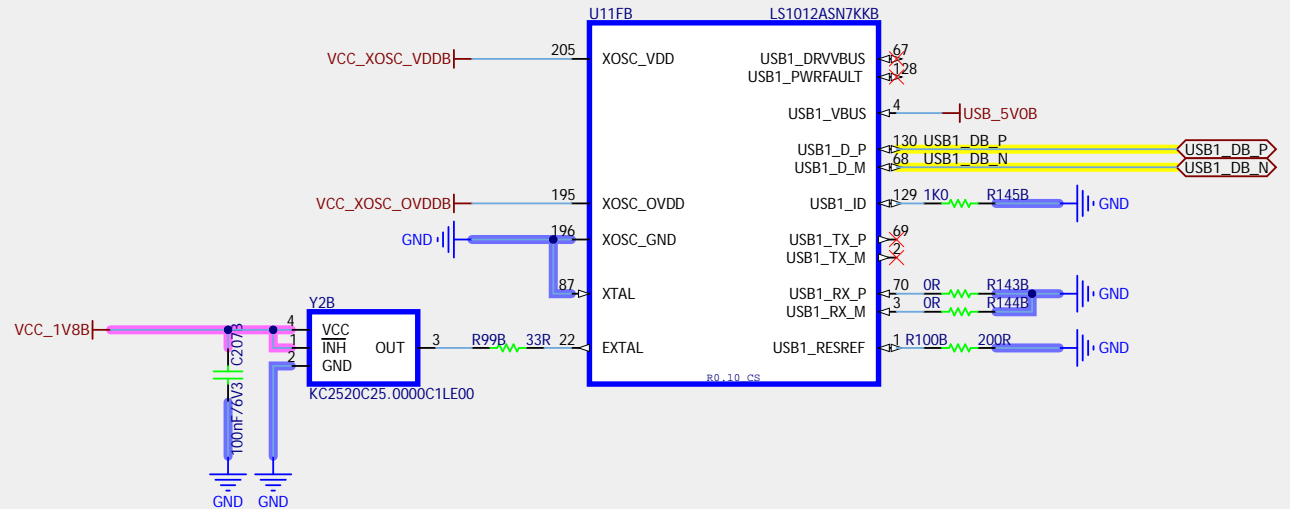 U11FB LS1012ASN7KKB
VCC_XOSC_VDDB 205 XOSC_VDD USB1_DRVVBUS 67
USB1_PWRFAULT 128
USB1_VBUS 4 USB_5V0B
USB1_D_P 130 USB1_DB_P USB1_DB_P
USB1_D_M 68 USB1_DB_N USB1_DB_N
VCC_XOSC_OVDDB 195 XOSC_OVDD USB1_ID 129 1K0 R145B GND
GND 196 XOSC_GND USB1_TX_P 69
USB1_TX_M 2
87 XTAL USB1_RX_P 70 0R R143B GND
USB1_RX_M 3 0R R144B
Y2B
VCC_1V8B 4 VCC
1 INH OUT 3 R99B 33R 22 EXTAL USB1_RESREF 1 R100B 200R GND
2 GND
C207B
100nF/6V3
KC2520C25.0000C1LE00
R0.10 CS
GND GND